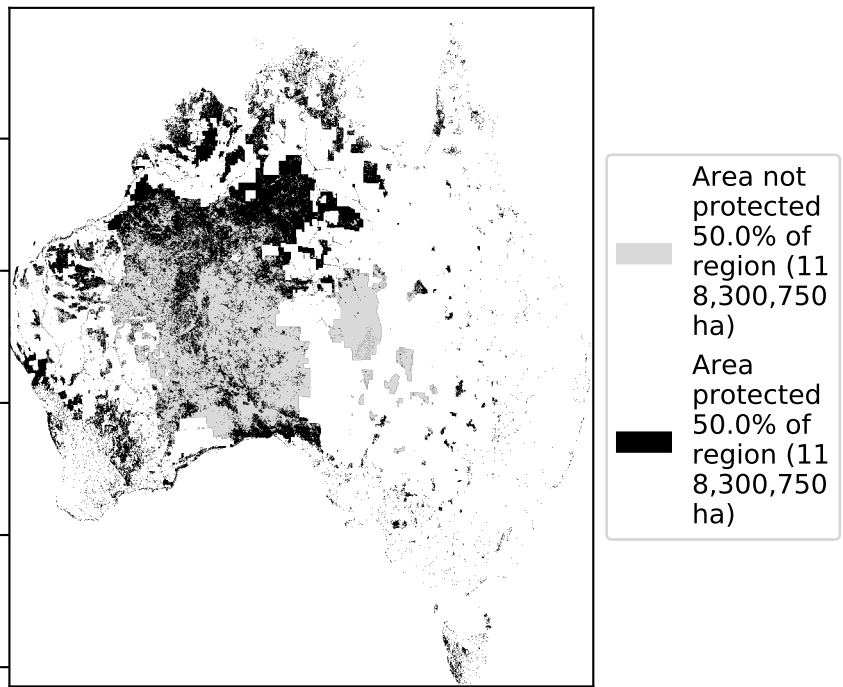 Area not
protected
50.0% of
region (11
8,300,750
ha)
Area
protected
50.0% of
region (11
8,300,750
ha)